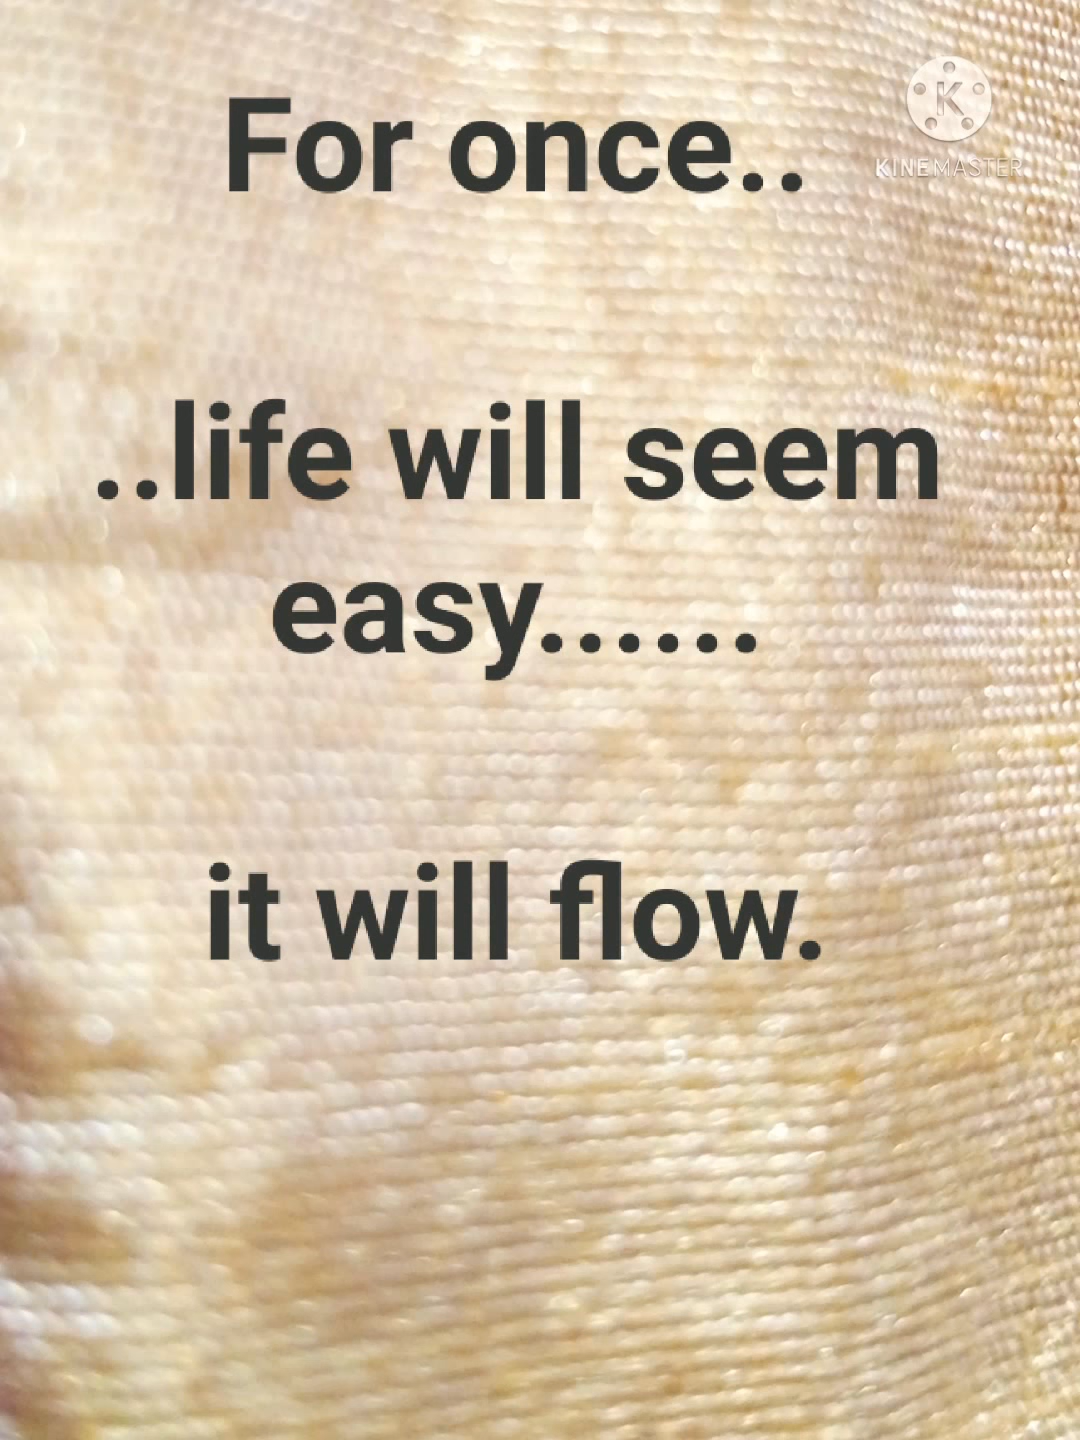 For once..
KINEMASTER
..life will seem
easy......
it will flow.